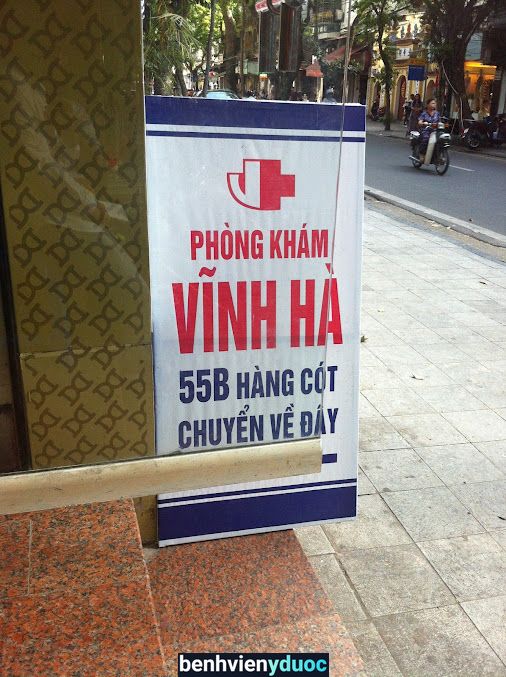 PHÒNG KHÁM
VĨNH HÀ
55B HÀNG CÓT
CHUYỂN VỀ ĐÂY
benhvienyduoc